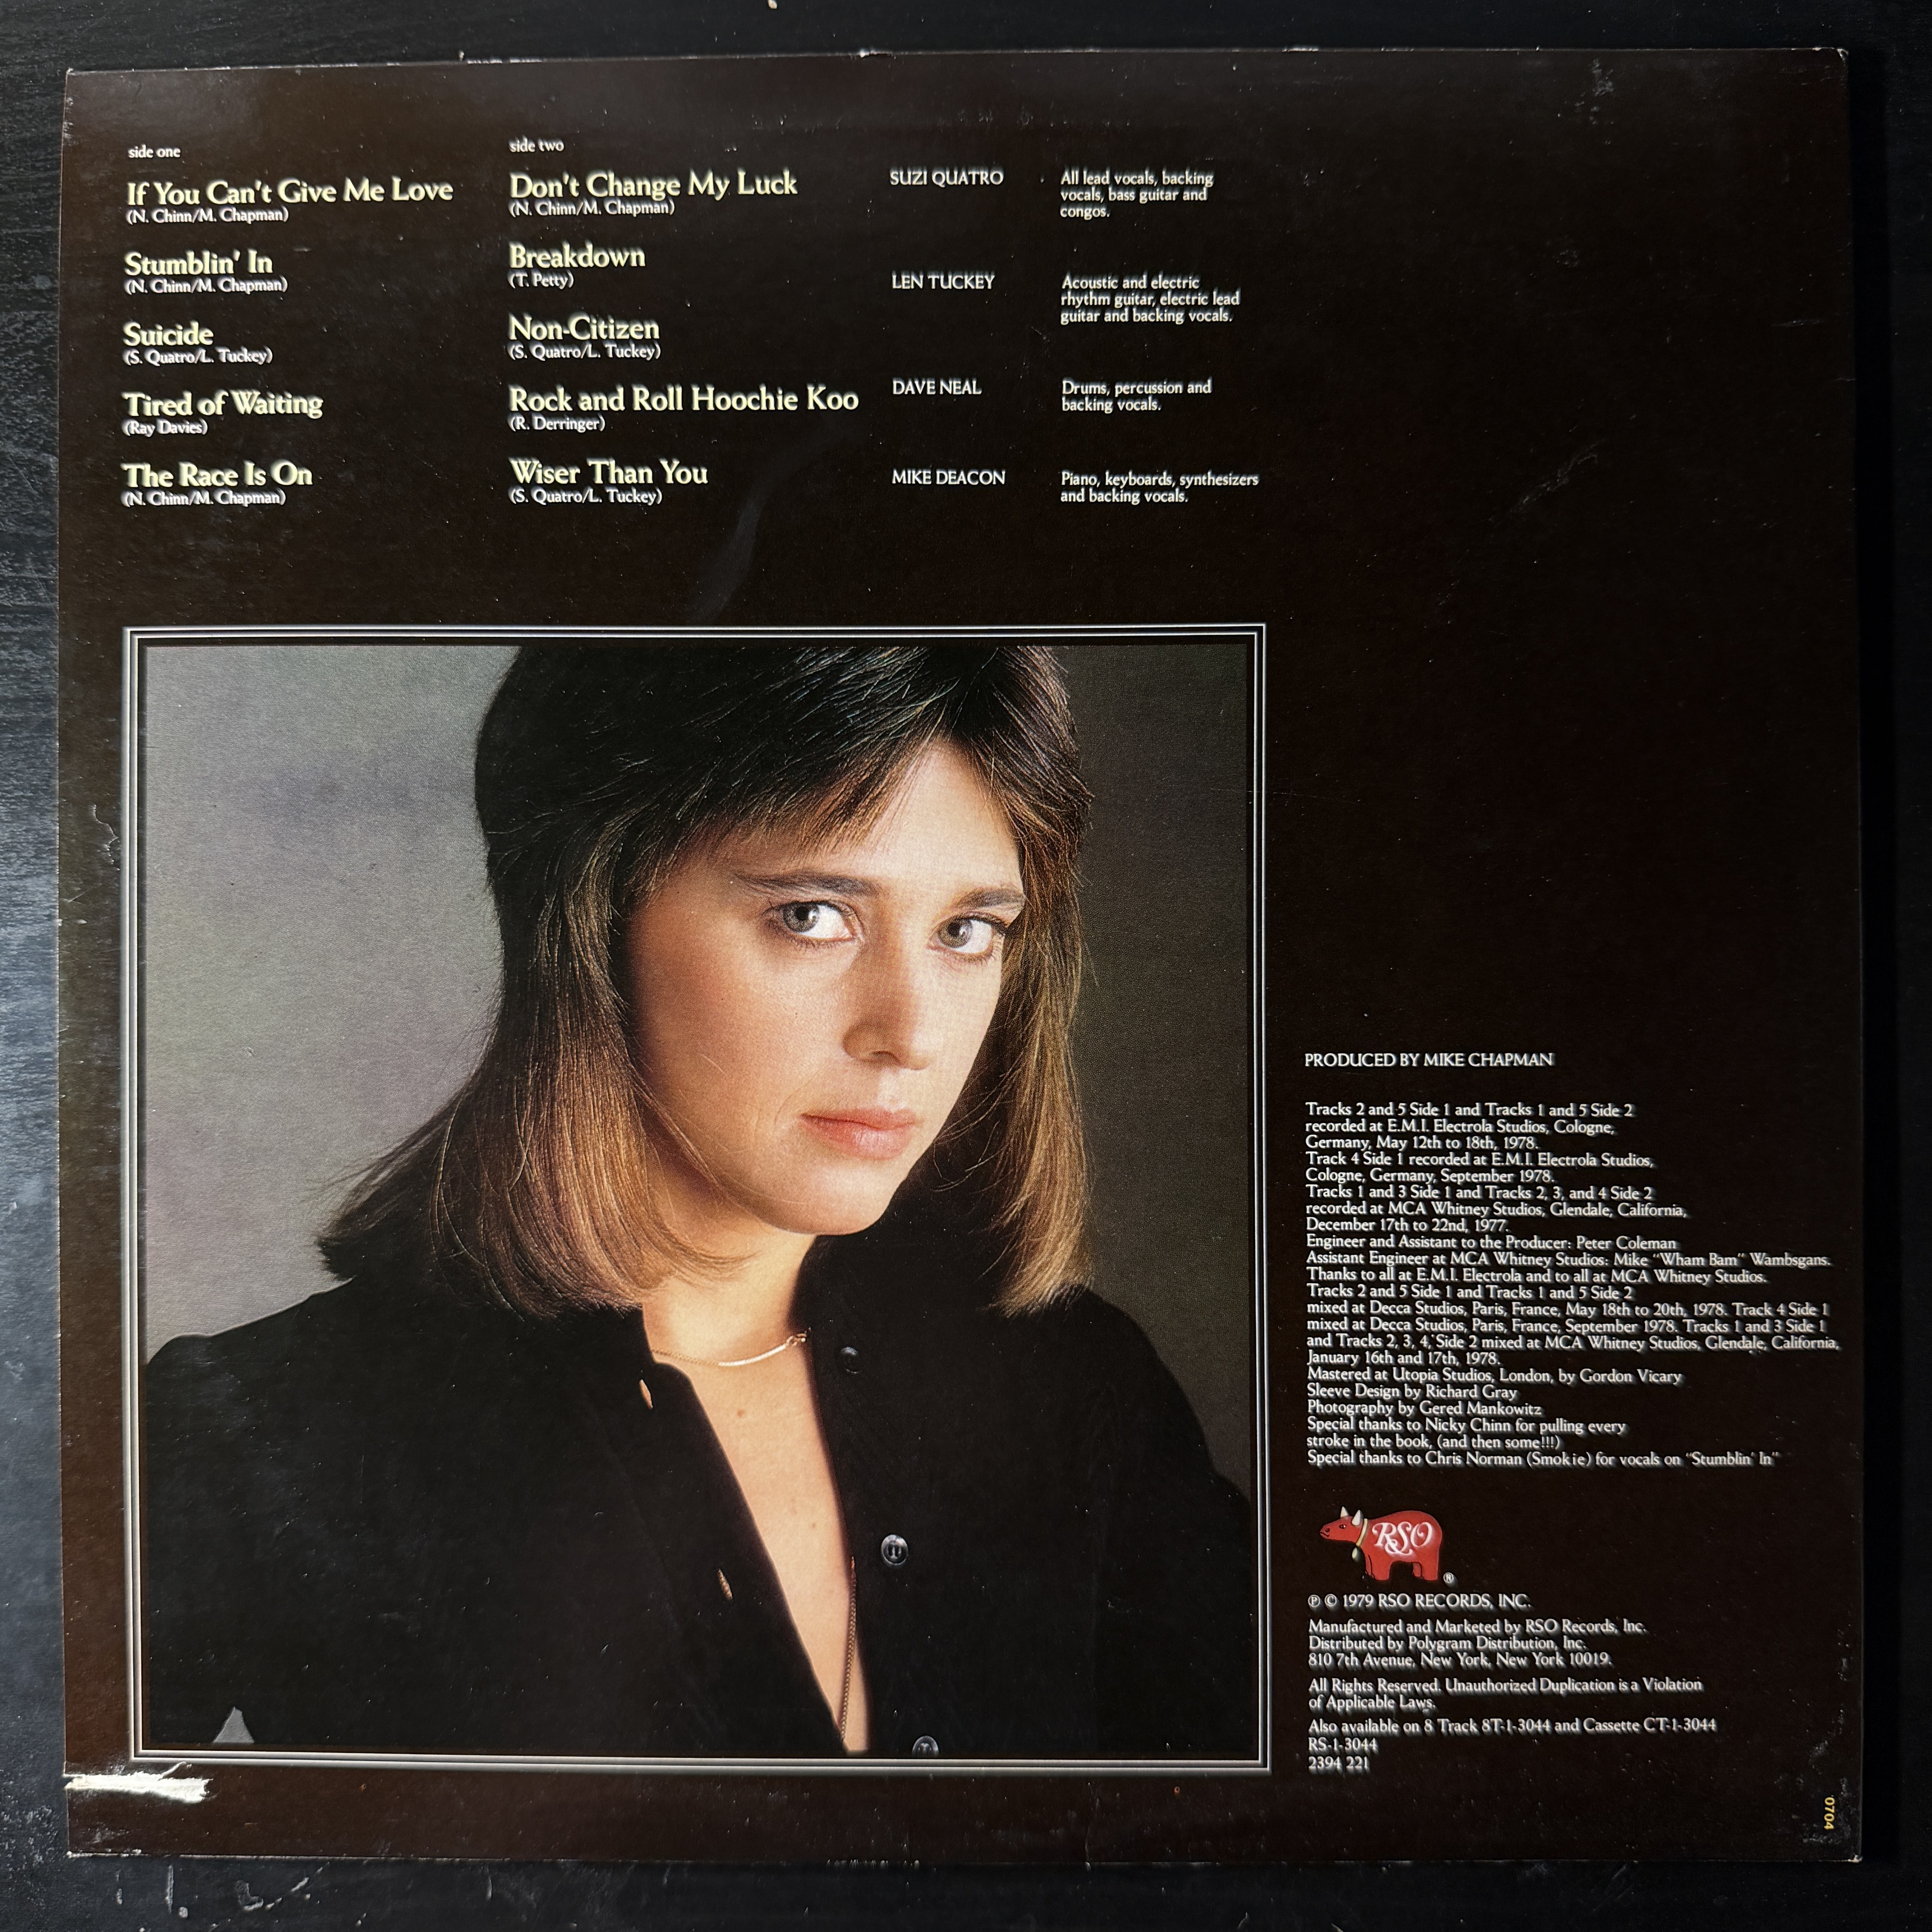 side one
If You Can't Give Me Love
(N. Chinn/M. Chapman)
Stumblin' In
(N. Chinn/M. Chapman)
Suicide
(S. Quatro/L. Tuckey)
Tired of Waiting
(Ray Davies)
The Race Is On
(N. Chinn/M. Chapman)
side two
Don't Change My Luck
(N. Chinn/M. Chapman)
Breakdown
(T. Petty)
Non-Citizen
(S. Quatro/L. Tuckey)
Rock and Roll Hoochie Koo
(R. Derringer)
Wiser Than You
(S. Quatro/L. Tuckey)
SUZI QUATRO
All lead vocals, backing
vocals, bass guitar and
congos.
LEN TUCKEY
Acoustic and electric
rhythm guitar, electric lead
guitar and backing vocals.
DAVE NEAL
Drums, percussion and
backing vocals.
MIKE DEACON
Piano, keyboards, synthesizers
and backing vocals.
PRODUCED BY MIKE CHAPMAN
Tracks 2 and 5 Side 1 and Tracks 1 and 5 Side 2
recorded at E.M.I. Electrola Studios, Cologne,
Germany, May 12th to 18th, 1978.
Track 4 Side 1 recorded at E.M.I. Electrola Studios,
Cologne, Germany, September 1978.
Tracks 1 and 3 Side 1 and Tracks 2, 3, and 4 Side 2
recorded at MCA Whitney Studios, Glendale, California,
December 17th to 22nd, 1977.
Engineer and Assistant to the Producer: Peter Coleman
Assistant Engineer at MCA Whitney Studios: Mike “Wham Bam” Wambsgans.
Thanks to all at E.M.I. Electrola and to all at MCA Whitney Studios.
Tracks 2 and 5 Side 1 and Tracks 1 and 5 Side 2
mixed at Decca Studios, Paris, France, May 18th to 20th, 1978. Track 4 Side 1
mixed at Decca Studios, Paris, France, September 1978. Tracks 1 and 3 Side 1
and Tracks 2, 3, 4, Side 2 mixed at MCA Whitney Studios, Glendale, California,
January 16th and 17th, 1978.
Mastered at Utopia Studios, London, by Gordon Vicary
Sleeve Design by Richard Gray
Photography by Gered Mankowitz
Special thanks to Nicky Chinn for pulling every
stroke in the book, (and then some!!!)
Special thanks to Chris Norman (Smokie) for vocals on “Stumblin' In”
RSO
®
℗ © 1979 RSO RECORDS, INC.
Manufactured and Marketed by RSO Records, Inc.
Distributed by Polygram Distribution, Inc.
810 7th Avenue, New York, New York 10019.
All Rights Reserved. Unauthorized Duplication is a Violation
of Applicable Laws.
Also available on 8 Track 8T-1-3044 and Cassette CT-1-3044
RS-1-3044
2394 221
0704